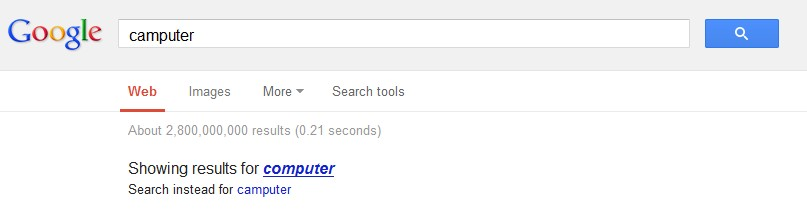 Google camputer
Web Images More Search tools
About 2,800,000,000 results (0.21 seconds)
Showing results for computer
Search instead for camputer